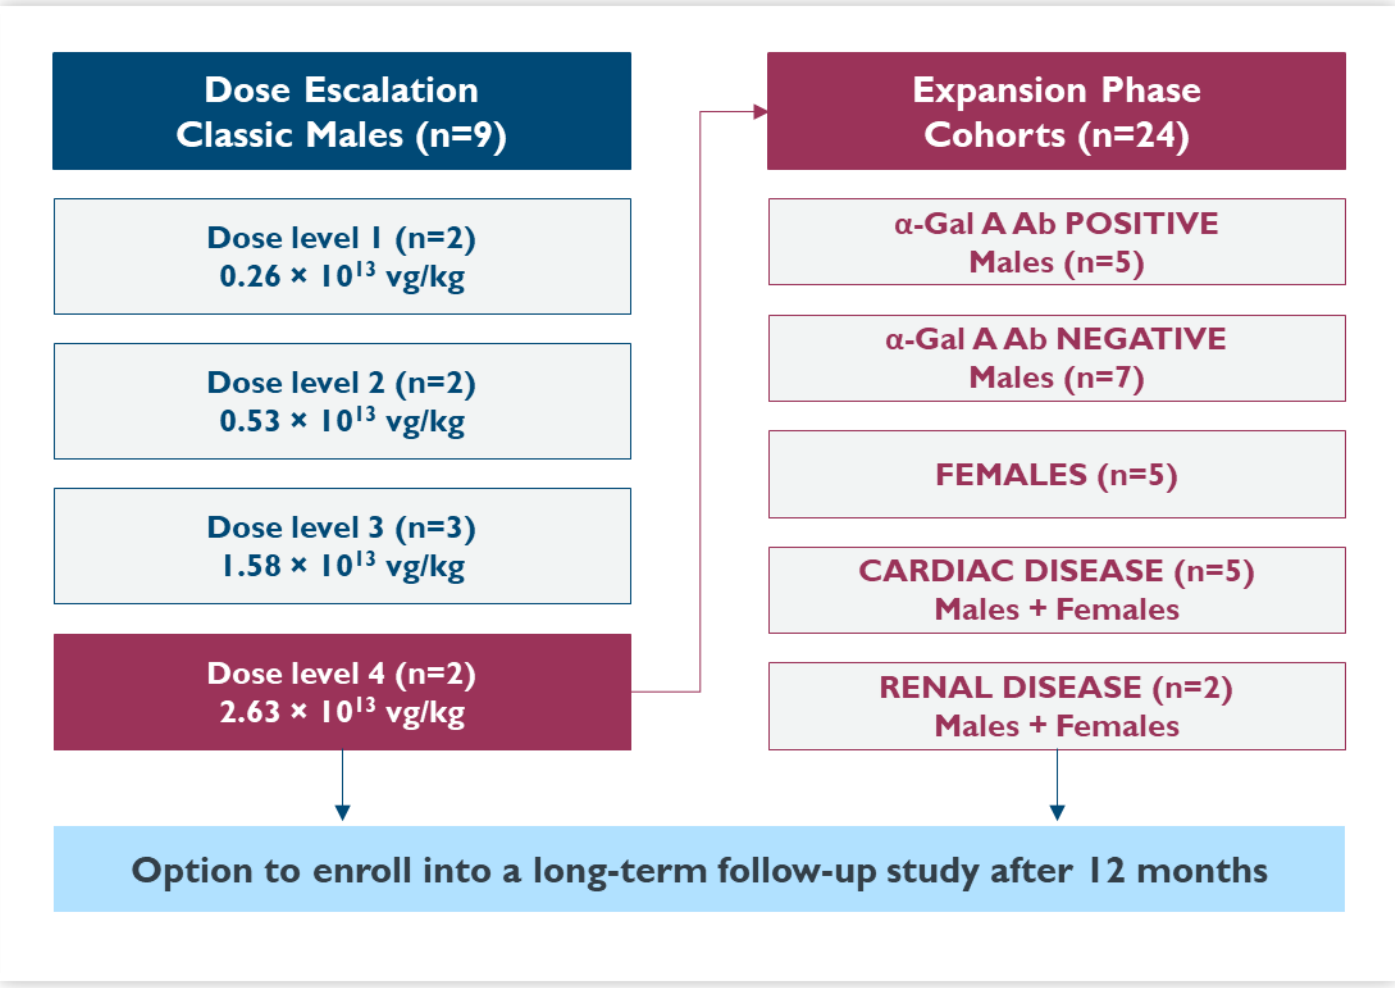 Dose Escalation
Classic Males (n=9)
Dose level 1 (n=2)
0.26 × 10¹³ vg/kg
Dose level 2 (n=2)
0.53 × 10¹³ vg/kg
Dose level 3 (n=3)
1.58 × 10¹³ vg/kg
Dose level 4 (n=2)
2.63 × 10¹³ vg/kg
Expansion Phase
Cohorts (n=24)
α-Gal A Ab POSITIVE
Males (n=5)
α-Gal A Ab NEGATIVE
Males (n=7)
FEMALES (n=5)
CARDIAC DISEASE (n=5)
Males + Females
RENAL DISEASE (n=2)
Males + Females
Option to enroll into a long-term follow-up study after 12 months